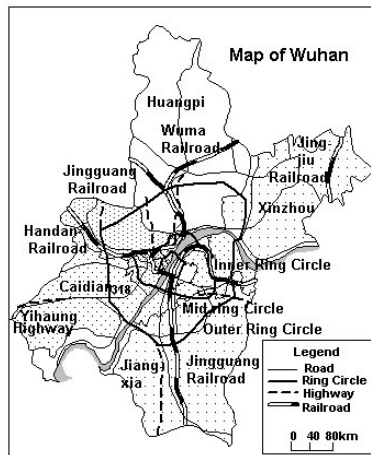 Map of Wuhan
Huangpi
Wuma
Railroad
Jing
jiu
Railroad
Jingguang
Railroad
Xinzhou
Handan-
Railroad
Inner Ring Circle
Caidian
318
Mid ring Circle
Yihaung
Highway
Outer Ring Circle
Jiang-
xia
Jingguang
Railroad
Legend
Road
Ring Circle
Highway
Railroad
0 40 80km